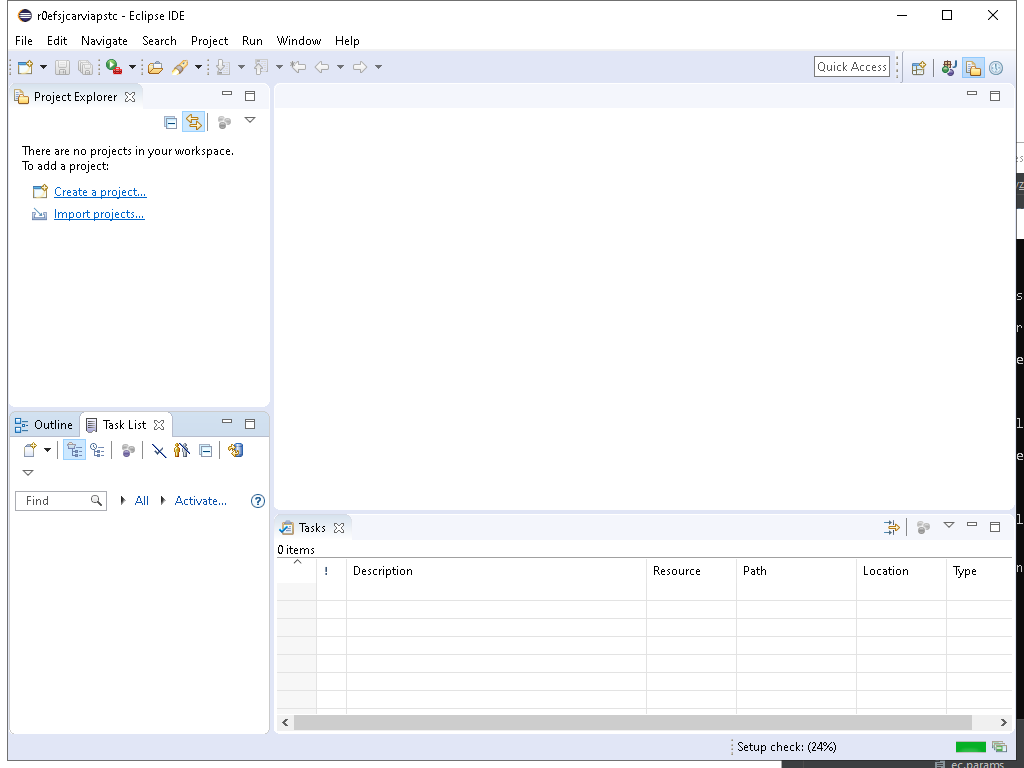 r0efsjcarviapstc - Eclipse IDE
File Edit Navigate Search Project Run Window Help
Quick Access
Project Explorer
There are no projects in your workspace.
To add a project:
Create a project...
Import projects...
Outline Task List
Find All Activate...
Tasks
0 items
! Description Resource Path Location Type
Setup check: (24%)
ec.params